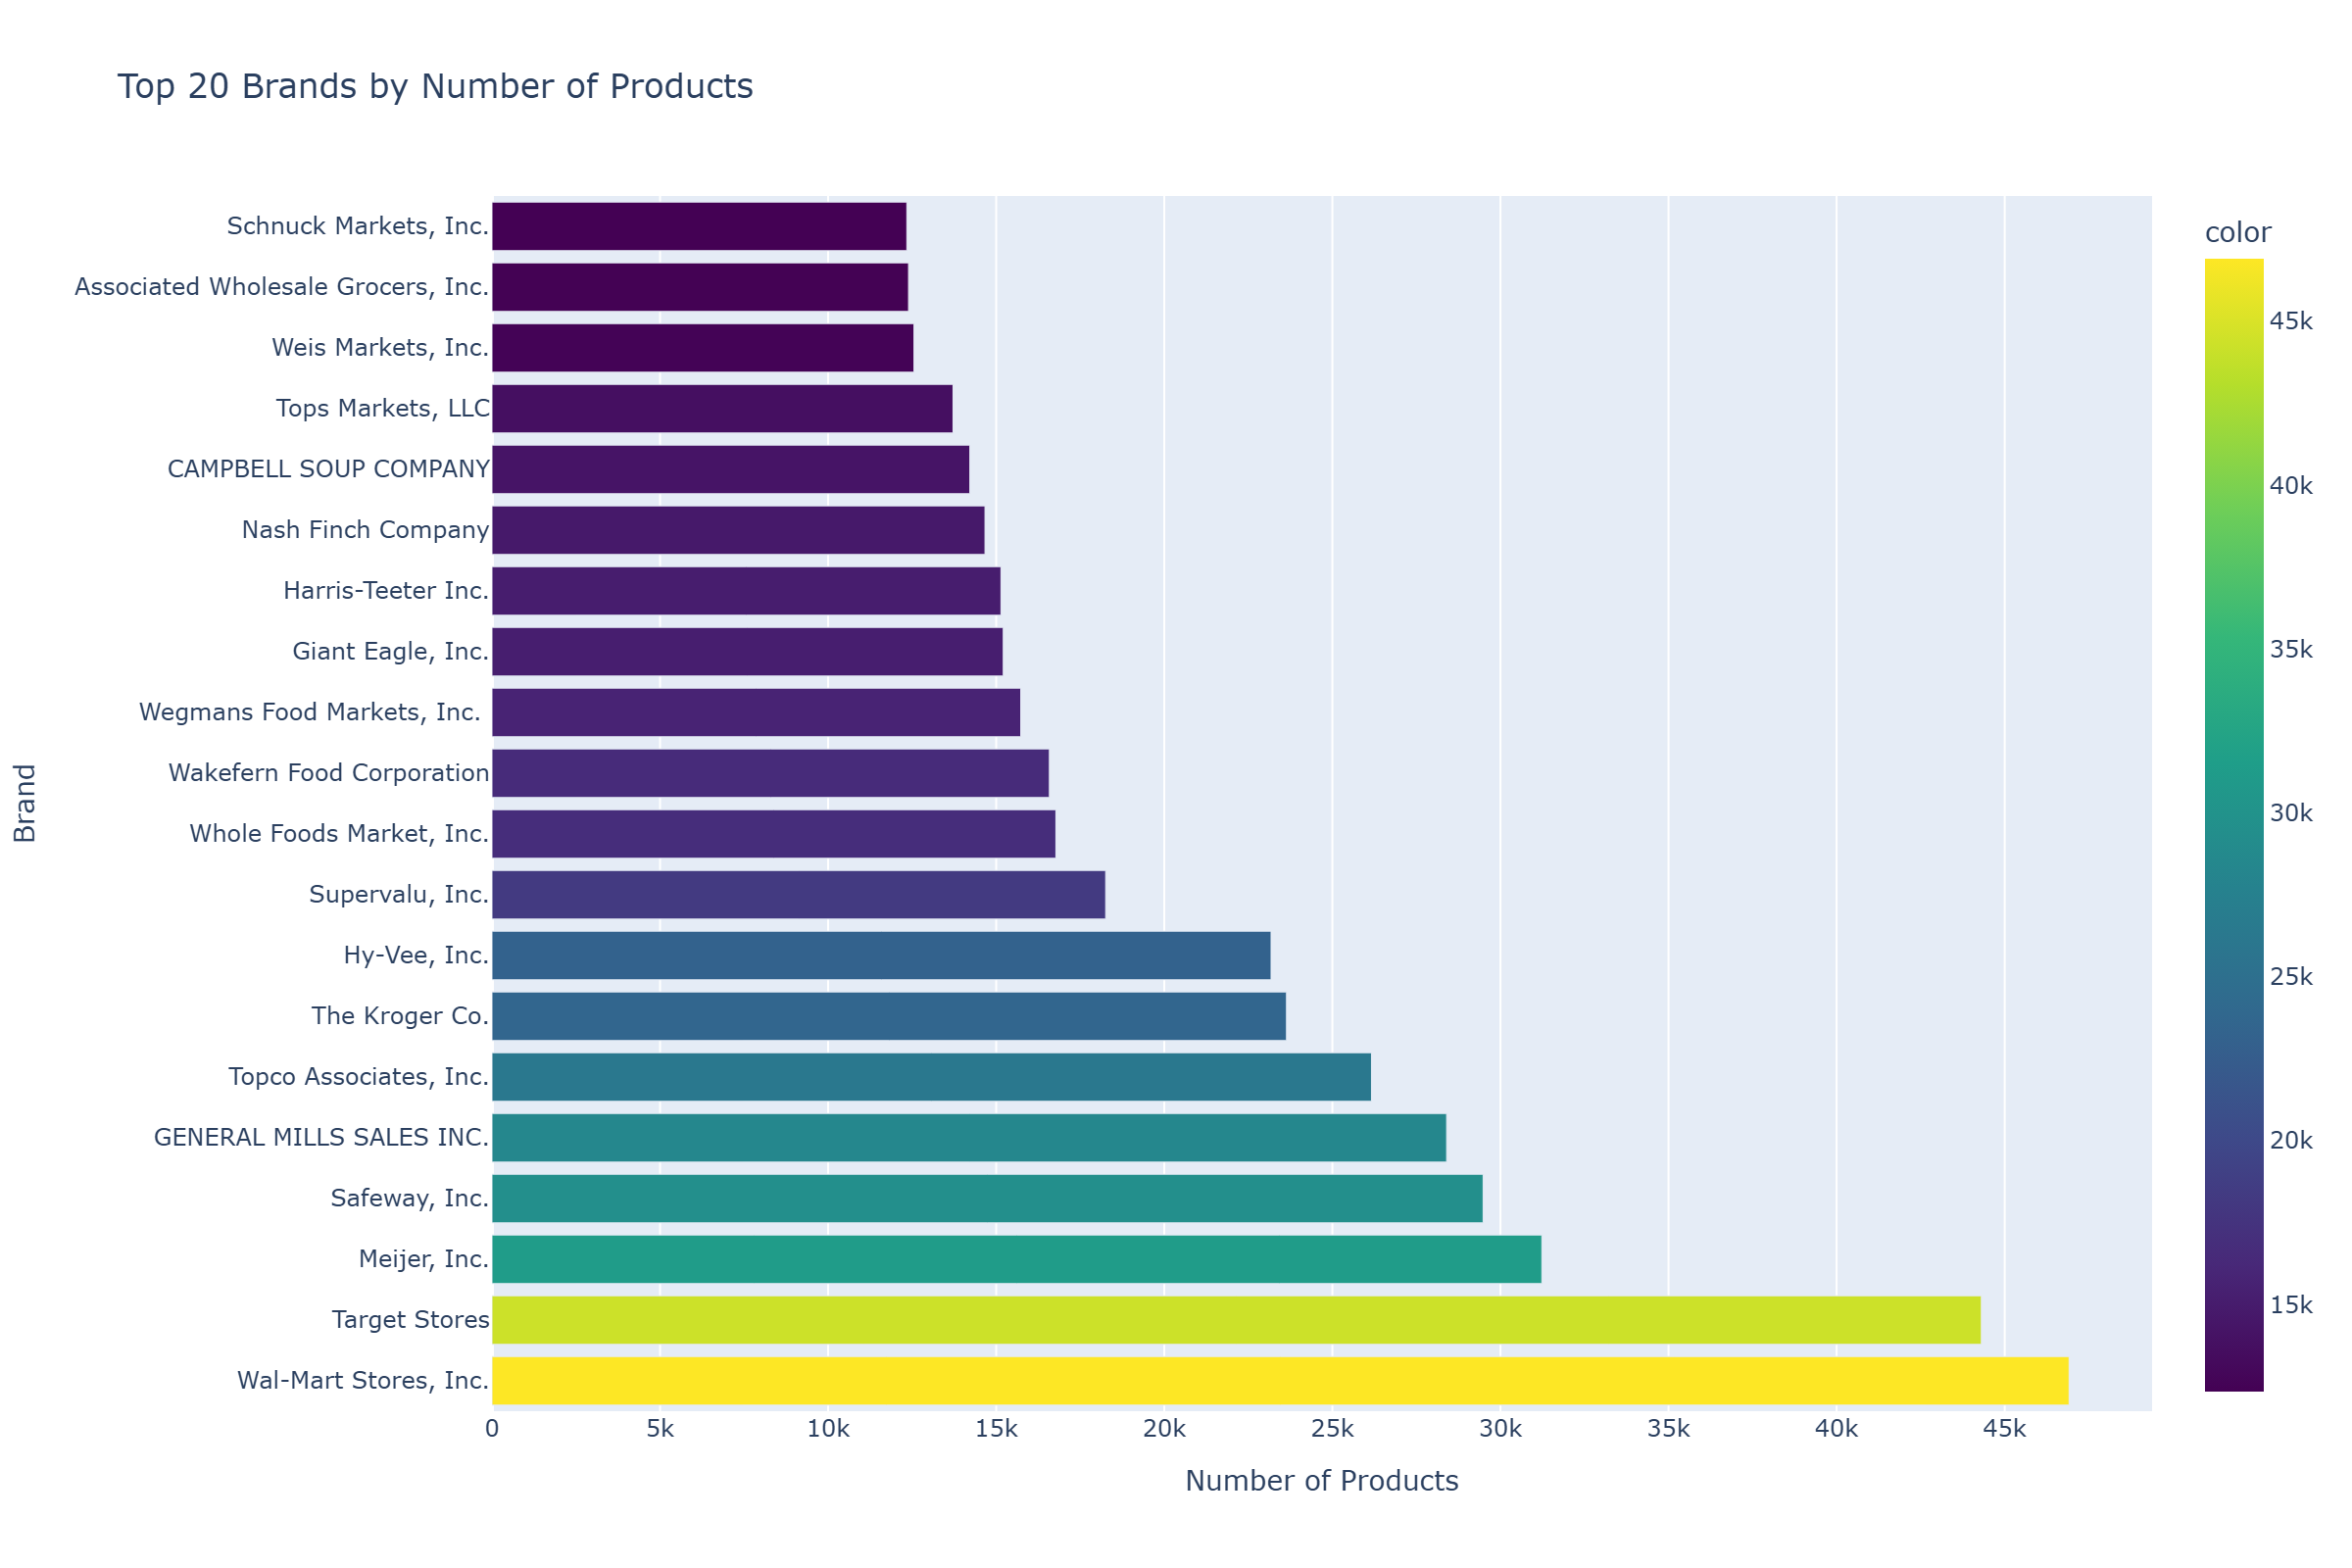 Top 20 Brands by Number of Products
Schnuck Markets, Inc.
Associated Wholesale Grocers, Inc.
Weis Markets, Inc.
Tops Markets, LLC
CAMPBELL SOUP COMPANY
Nash Finch Company
Harris-Teeter Inc.
Giant Eagle, Inc.
Wegmans Food Markets, Inc.
Wakefern Food Corporation
Whole Foods Market, Inc.
Supervalu, Inc.
Hy-Vee, Inc.
The Kroger Co.
Topco Associates, Inc.
GENERAL MILLS SALES INC.
Safeway, Inc.
Meijer, Inc.
Target Stores
Wal-Mart Stores, Inc.
Brand
0 5k 10k 15k 20k 25k 30k 35k 40k 45k
Number of Products
color
45k
40k
35k
30k
25k
20k
15k